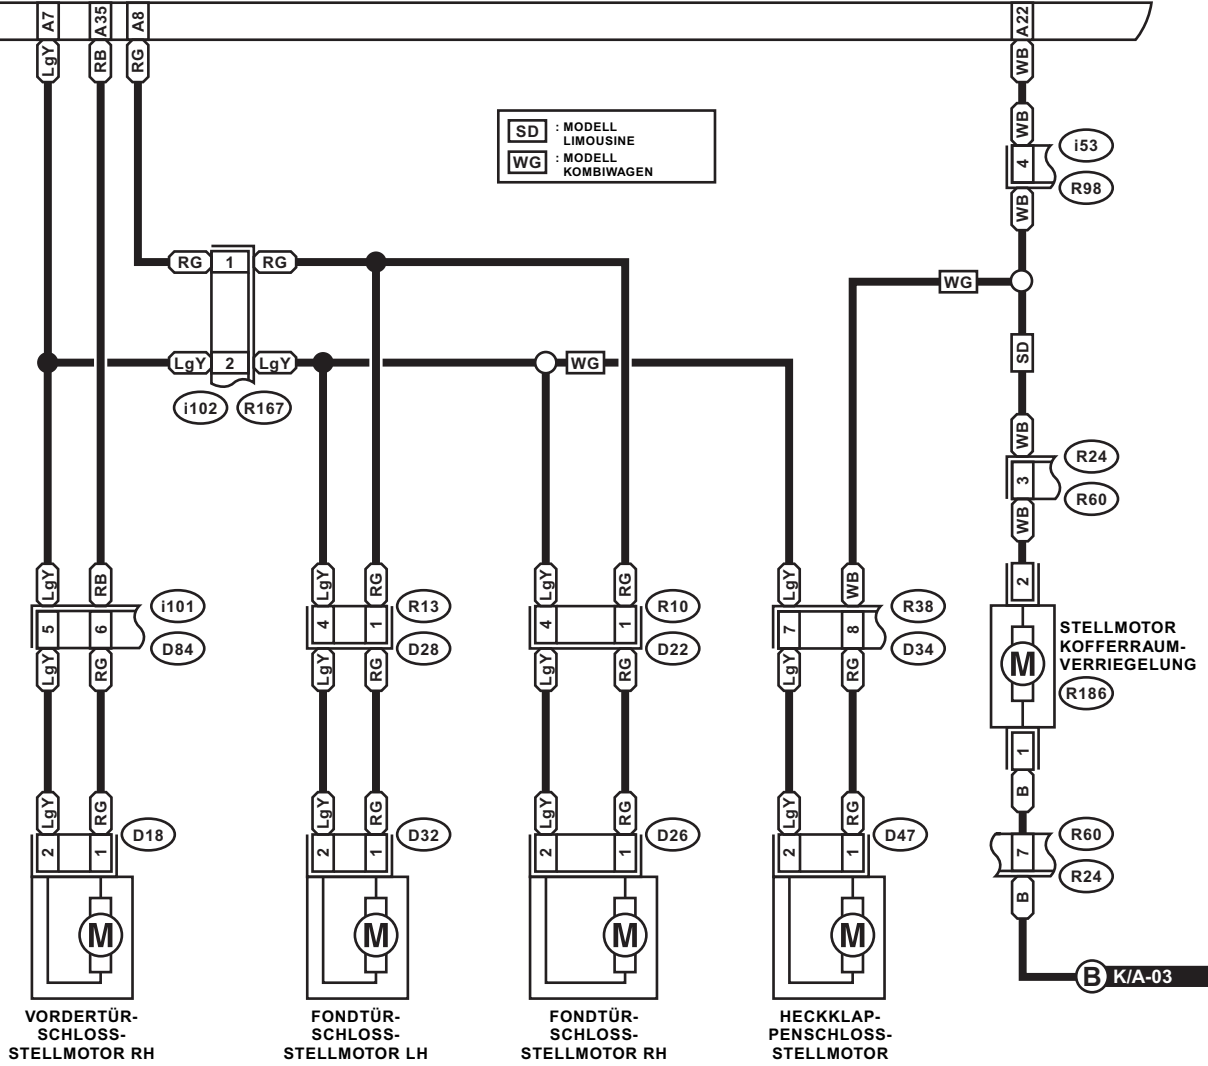 A7 A35 A8 A22
LgY RB RG WB
SD : MODELL
LIMOUSINE
WG : MODELL
KOMBIWAGEN
WB
4 i53
R98
WB
RG 1 RG
WG
LgY 2 LgY WG
SD
i102 R167
WB
R24
3
R60
WB
LgY RB LgY RG LgY RG LgY WB
2
i101 R13 R10 R38
5 6 4 1 4 1 7 8
D84 D28 D22 D34
LgY RG LgY RG LgY RG LgY RG
STELLMOTOR
KOFFERRAUM-
VERRIEGELUNG
M
R186
1
B
LgY RG LgY RG LgY RG LgY RG
D18 D32 D26 D47 R60
2 1 2 1 2 1 2 1 7
R24
B
M M M M
B K/A-03
VORDERTÜR-
SCHLOSS-
STELLMOTOR RH
FONDTÜR-
SCHLOSS-
STELLMOTOR LH
FONDTÜR-
SCHLOSS-
STELLMOTOR RH
HECKKLAP-
PENSCHLOSS-
STELLMOTOR